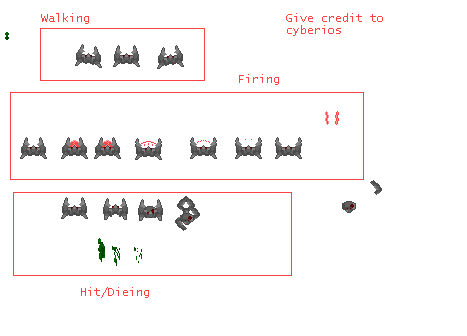 Walking
Give credit to
cyberios
Firing
Hit/Dieing